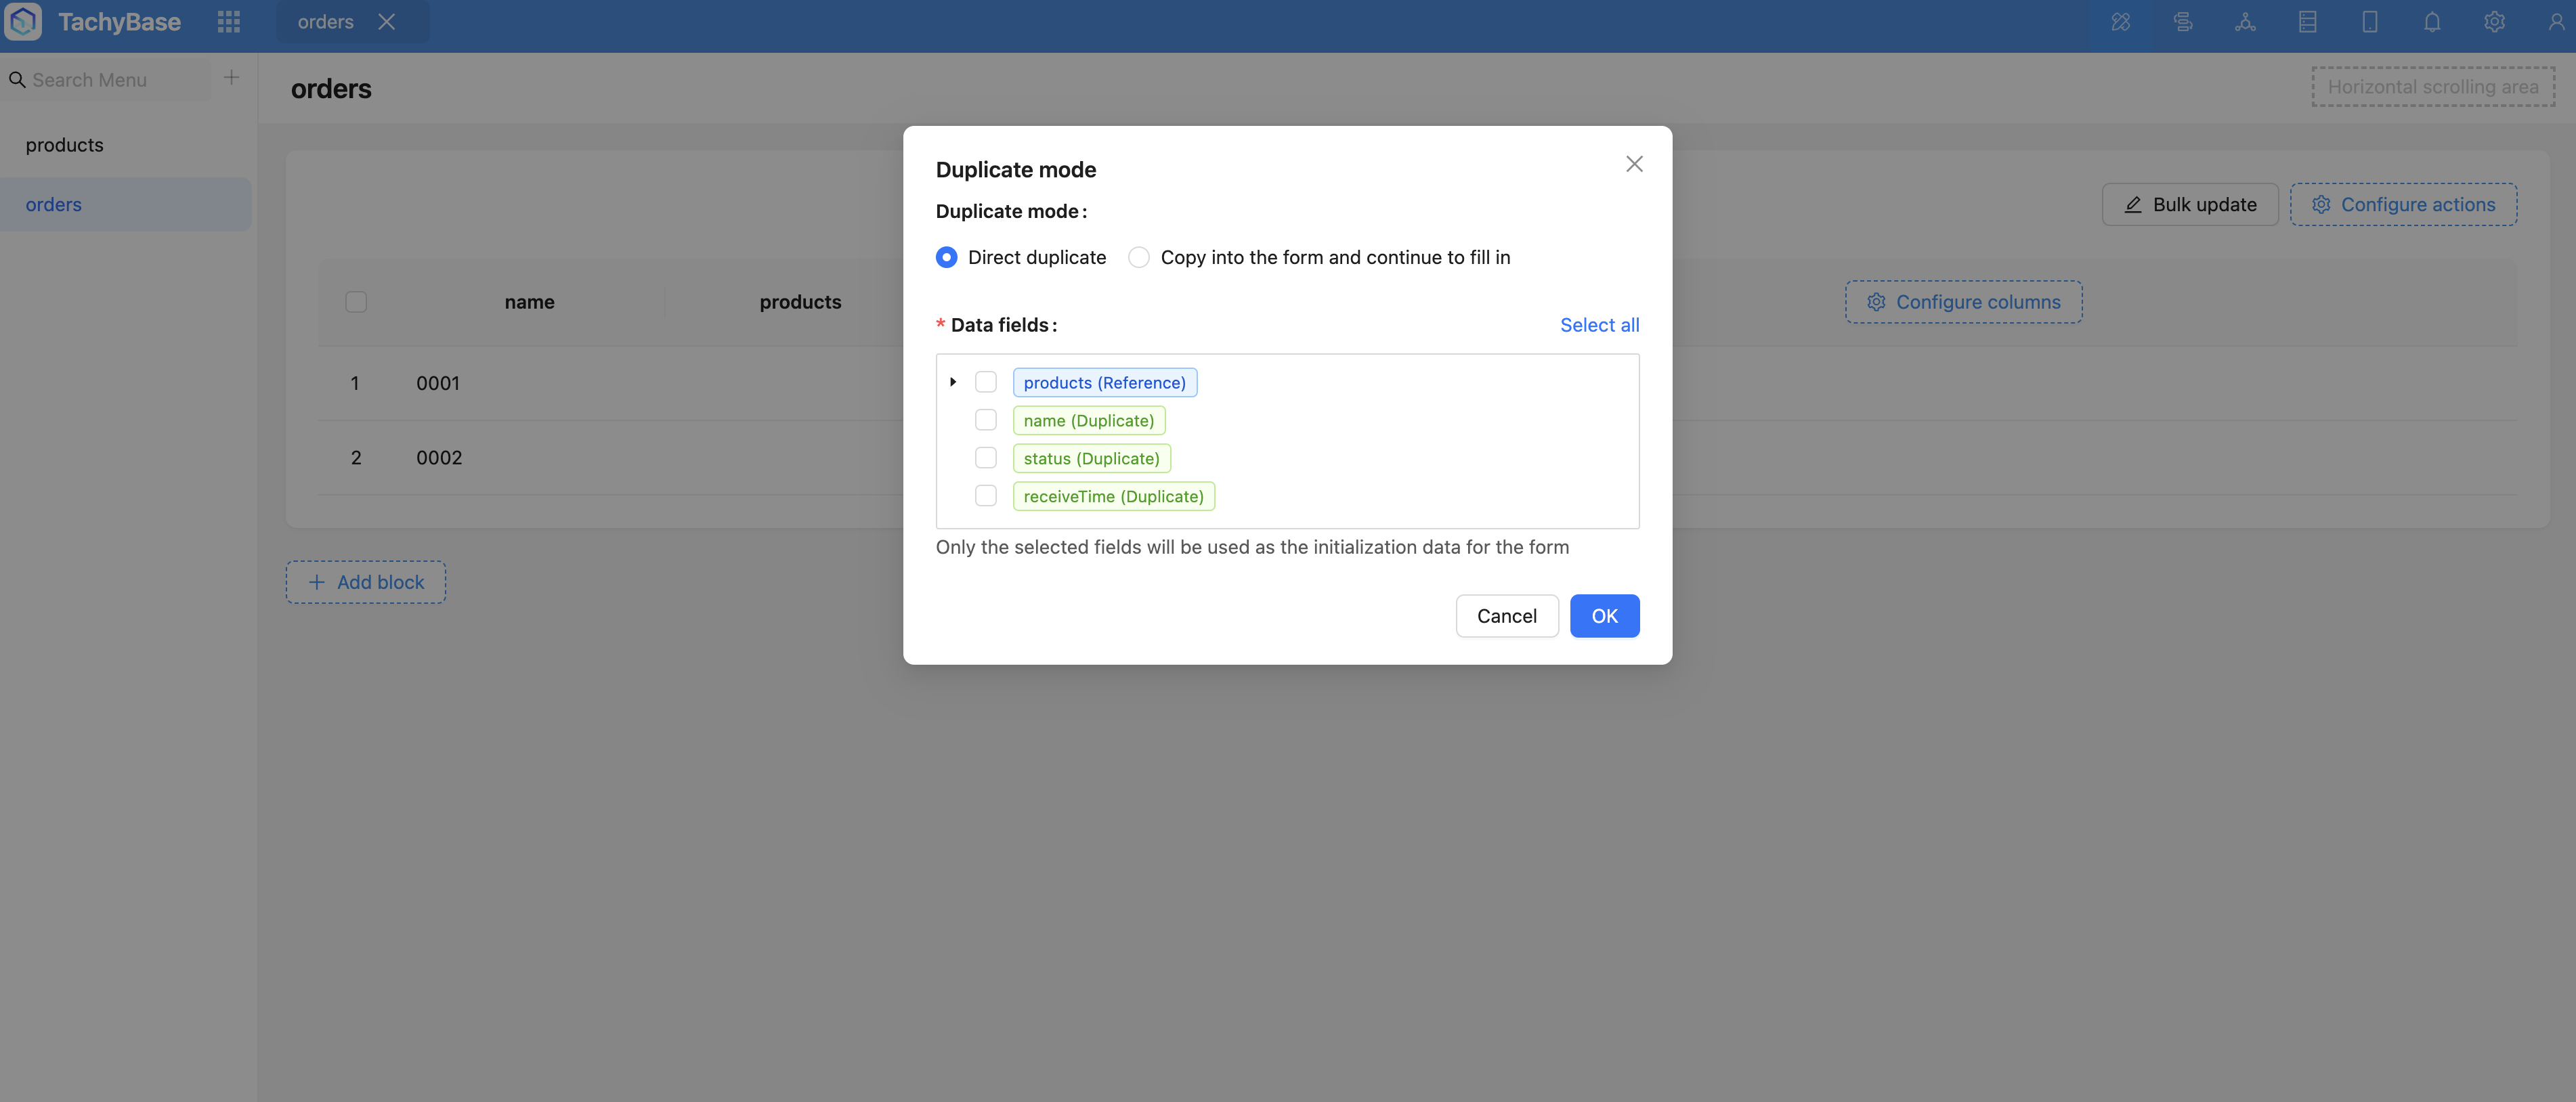 TachyBase
orders
Search Menu
products
orders
orders
Horizontal scrolling area
Bulk update
Configure actions
name
products
Configure columns
1
0001
2
0002
Add block
Duplicate mode
Duplicate mode:
Direct duplicate
Copy into the form and continue to fill in
* Data fields:
Select all
products (Reference)
name (Duplicate)
status (Duplicate)
receiveTime (Duplicate)
Only the selected fields will be used as the initialization data for the form
Cancel
OK